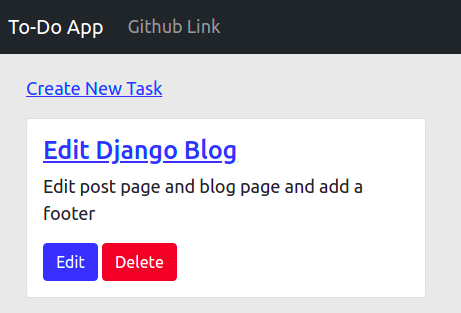 To-Do App Github Link
Create New Task
Edit Django Blog
Edit post page and blog page and add a
footer
Edit Delete